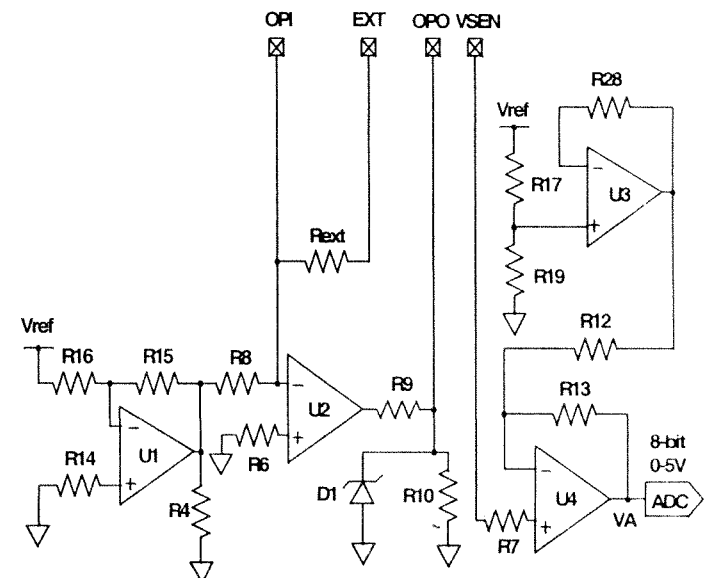 OPI EXT OPO VSEN
R28
Vref
R17
U3
Rext
R19
R12
Vref
R16 R15 R8
R13
R9
U2
8-bit
0-5V
U1
R14
R6
U4
ADC
D1
R10
R4
R7
VA